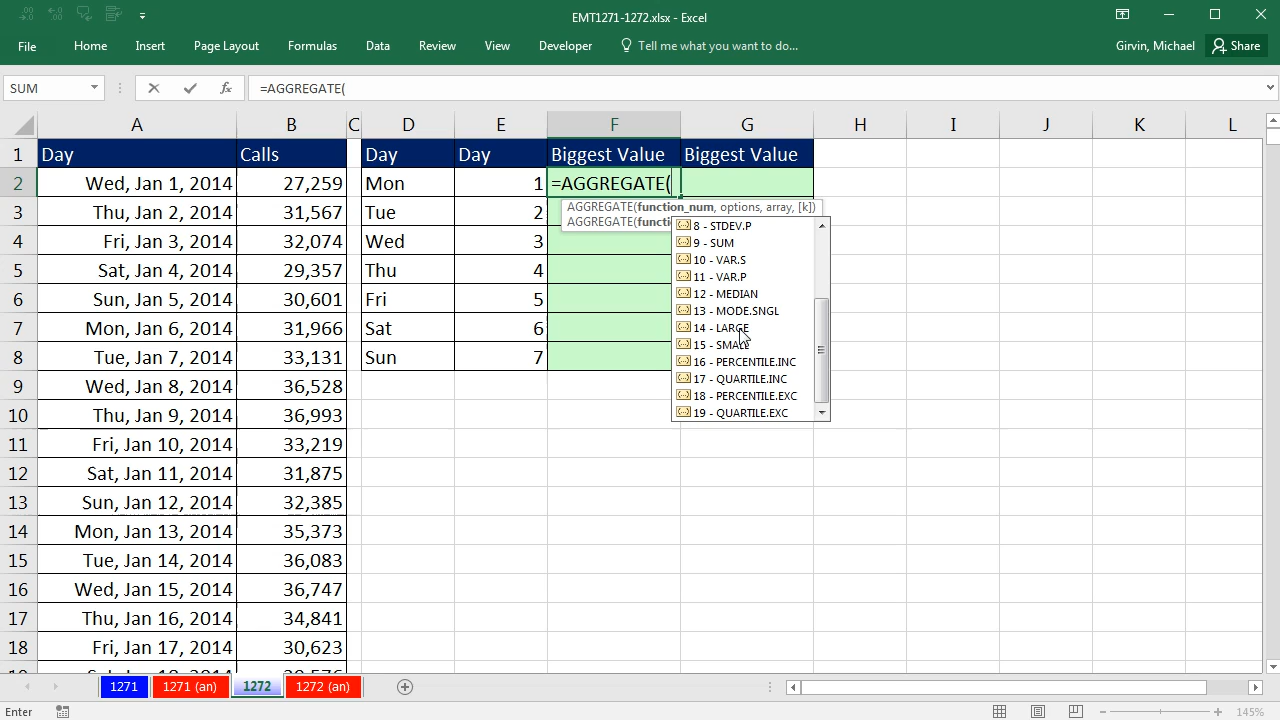 EMT1271-1272.xlsx - Excel
File Home Insert Page Layout Formulas Data Review View Developer Tell me what you want to do... Girvin, Michael Share
SUM fx =AGGREGATE(
A B C D E F G H I J K L
1 Day Calls Day Day Biggest Value Biggest Value
2 Wed, Jan 1, 2014 27,259 Mon 1 =AGGREGATE(
AGGREGATE(function_num, options, array, [k])
3 Thu, Jan 2, 2014 31,567 Tue 2
AGGREGATE(
8 - STDEV.P
4 Fri, Jan 3, 2014 32,074 Wed 3 9 - SUM
10 - VAR.S
5 Sat, Jan 4, 2014 29,357 Thu 4 11 - VAR.P
12 - MEDIAN
6 Sun, Jan 5, 2014 30,601 Fri 5 13 - MODE.SNGL
7 Mon, Jan 6, 2014 31,966 Sat 6 14 - LARGE
15 - SMALL
8 Tue, Jan 7, 2014 33,131 Sun 7 16 - PERCENTILE.INC
17 - QUARTILE.INC
9 Wed, Jan 8, 2014 36,528 18 - PERCENTILE.EXC
10 Thu, Jan 9, 2014 36,993 19 - QUARTILE.EXC
11 Fri, Jan 10, 2014 33,219
12 Sat, Jan 11, 2014 31,875
13 Sun, Jan 12, 2014 32,385
14 Mon, Jan 13, 2014 35,373
15 Tue, Jan 14, 2014 36,083
16 Wed, Jan 15, 2014 36,747
17 Thu, Jan 16, 2014 34,841
18 Fri, Jan 17, 2014 30,623
1271 1271 (an) 1272 1272 (an)
Enter 145%